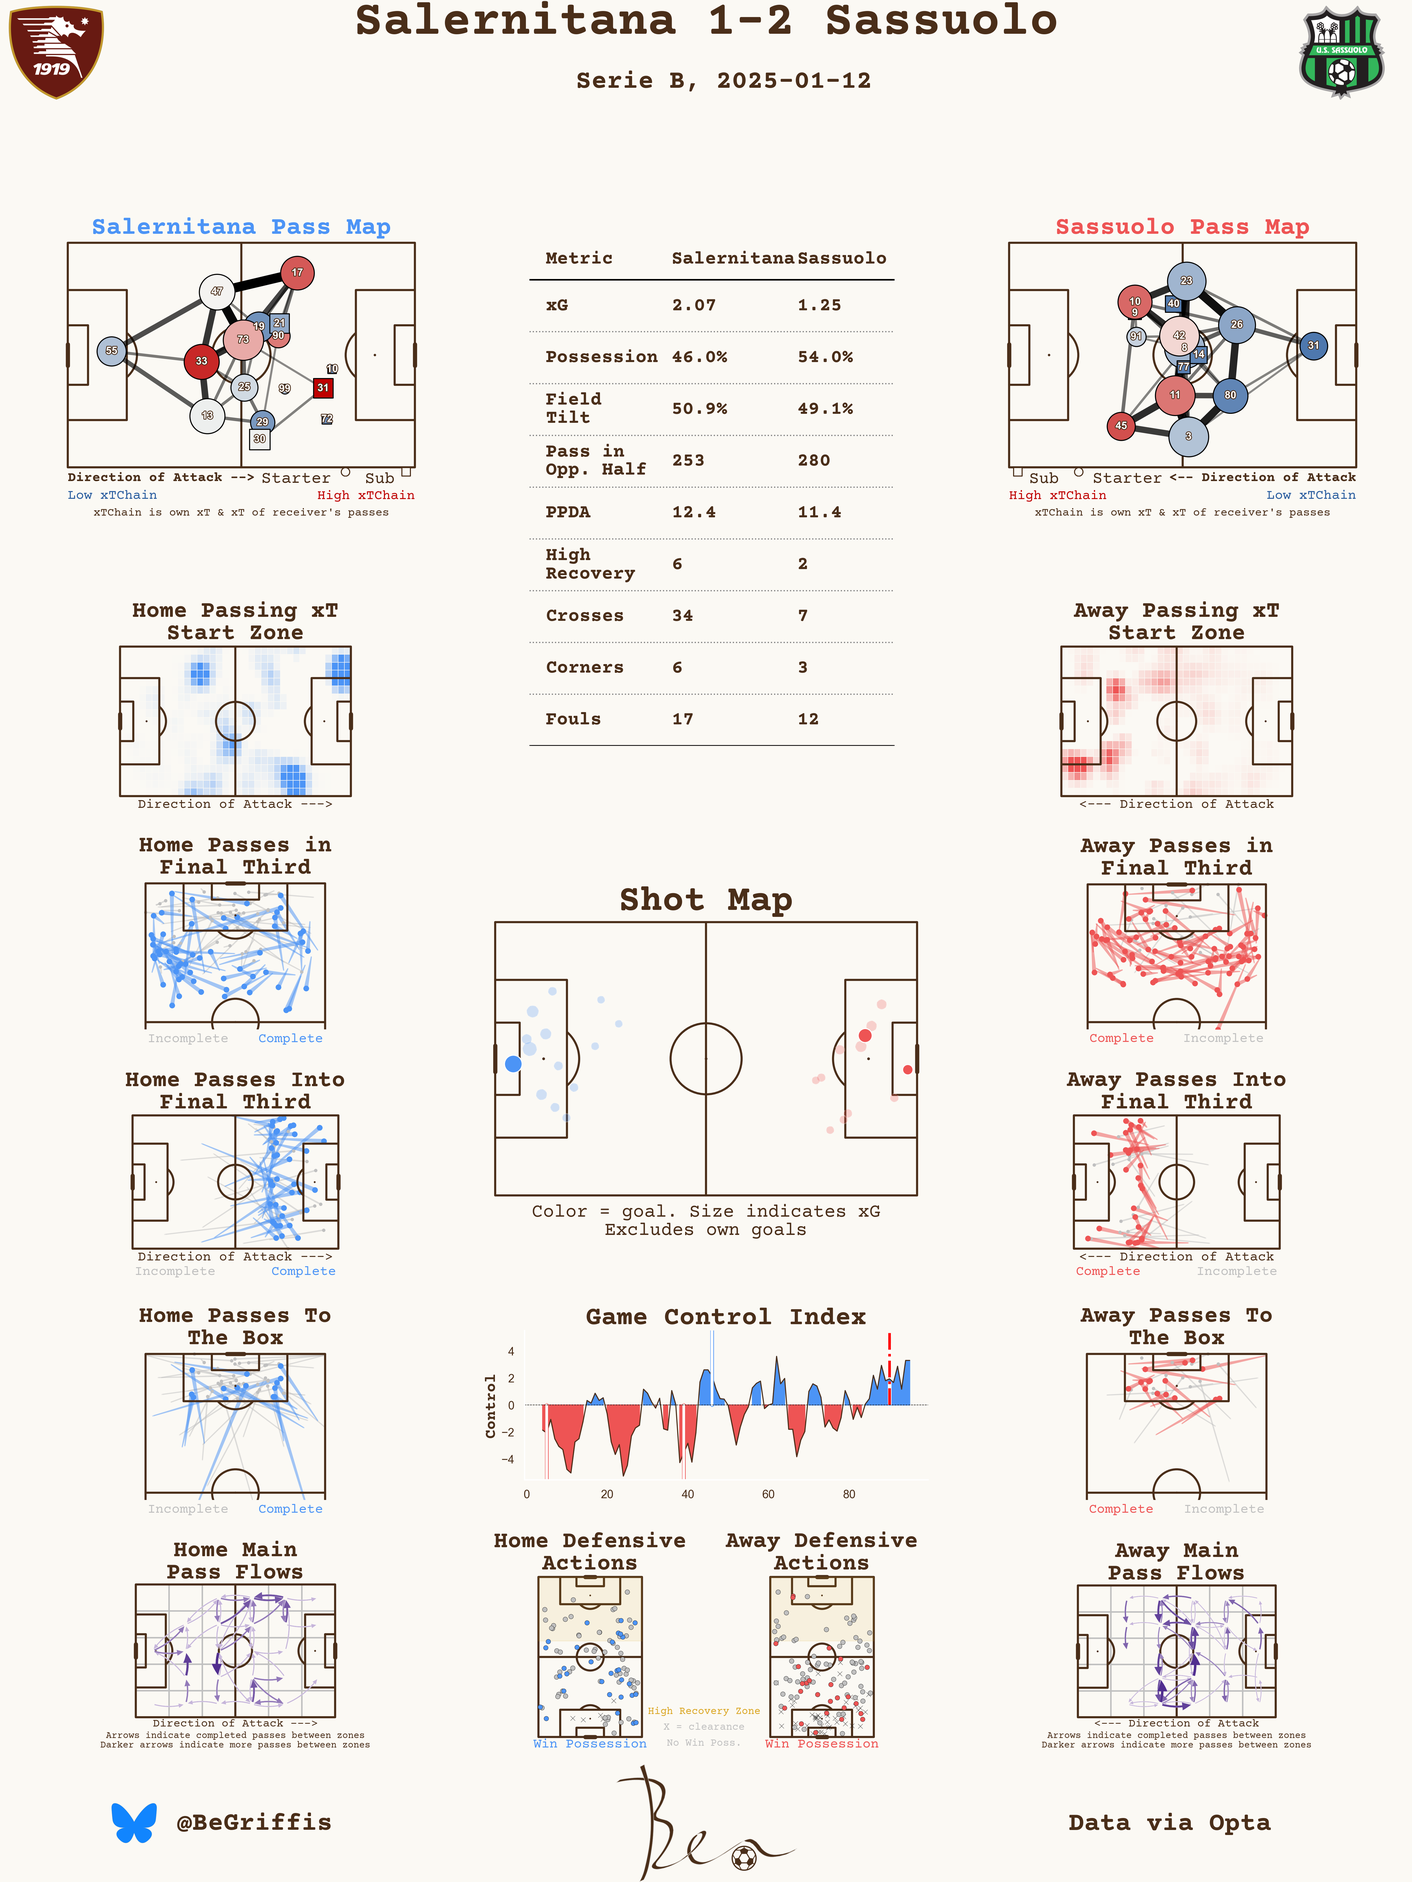 Salernitana 1-2 Sassuolo
Serie B, 2025-01-12
1919
U.S. SASSUOLO
Salernitana Pass Map
17
47
19
21
90
73
55
33
10
25
99
31
13
29
72
30
Direction of Attack --> Starter Sub
Low xTChain High xTChain
xTChain is own xT & xT of receiver's passes
Metric Salernitana Sassuolo
xG 2.07 1.25
Possession 46.0% 54.0%
Field
Tilt 50.9% 49.1%
Pass in
Opp. Half 253 280
PPDA 12.4 11.4
High
Recovery 6 2
Crosses 34 7
Corners 6 3
Fouls 17 12
Sassuolo Pass Map
23
10
40
9
26
91
42
8
14
31
77
11
80
45
3
Sub Starter <-- Direction of Attack
High xTChain Low xTChain
xTChain is own xT & xT of receiver's passes
Home Passing xT
Start Zone
Direction of Attack --->
Away Passing xT
Start Zone
<--- Direction of Attack
Home Passes in
Final Third
Incomplete Complete
Away Passes in
Final Third
Complete Incomplete
Shot Map
Color = goal. Size indicates xG
Excludes own goals
Home Passes Into
Final Third
Direction of Attack --->
Incomplete Complete
Away Passes Into
Final Third
<--- Direction of Attack
Complete Incomplete
Home Passes To
The Box
Incomplete Complete
Game Control Index
Control
4
2
0
−2
−4
0 20 40 60 80
Away Passes To
The Box
Complete Incomplete
Home Main
Pass Flows
Direction of Attack --->
Arrows indicate completed passes between zones
Darker arrows indicate more passes between zones
Home Defensive
Actions
Win Possession
High Recovery Zone
X = clearance
No Win Poss.
Away Defensive
Actions
Win Possession
Away Main
Pass Flows
<--- Direction of Attack
Arrows indicate completed passes between zones
Darker arrows indicate more passes between zones
@BeGriffis
Ben
Data via Opta